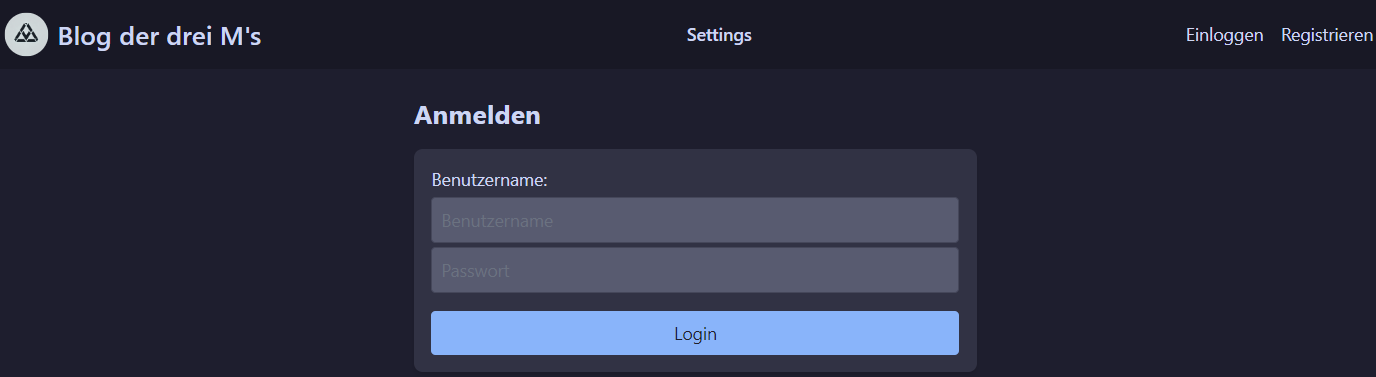 Blog der drei M's
Settings
Einloggen
Registrieren
Anmelden
Benutzername:
Benutzername
Passwort
Login